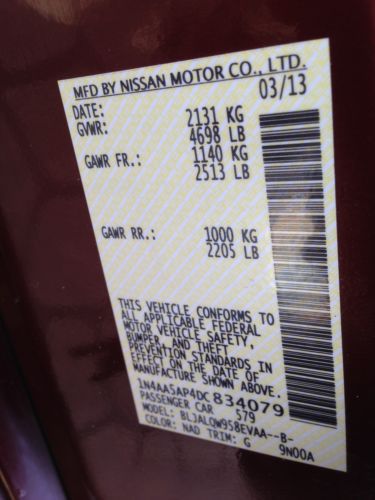 MFD BY NISSAN MOTOR CO., LTD.
DATE: 03/13
GVWR: 2131 KG
4698 LB
GAWR FR.: 1140 KG
2513 LB
GAWR RR.: 1000 KG
2205 LB
THIS VEHICLE CONFORMS TO
ALL APPLICABLE FEDERAL
MOTOR VEHICLE SAFETY,
BUMPER, AND THEFT
PREVENTION STANDARDS IN
EFFECT ON THE DATE OF
MANUFACTURE SHOWN ABOVE.
1N4AA5AP4DC834079
PASSENGER CAR 579
MODEL: BLJALOW958EVAA--B-
COLOR: NAD TRIM: G 9N00A